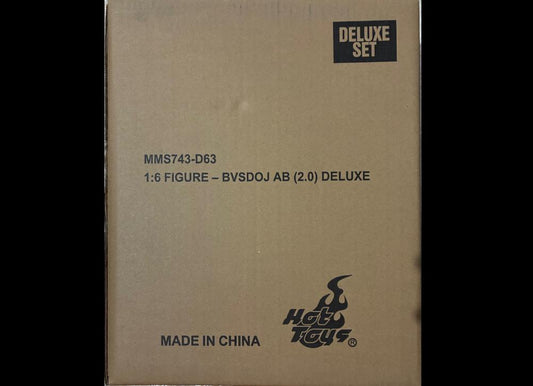 DELUXE
SET
MMS743-D63
1:6 FIGURE – BVSDOJ AB (2.0) DELUXE
Hot
Toys®
MADE IN CHINA